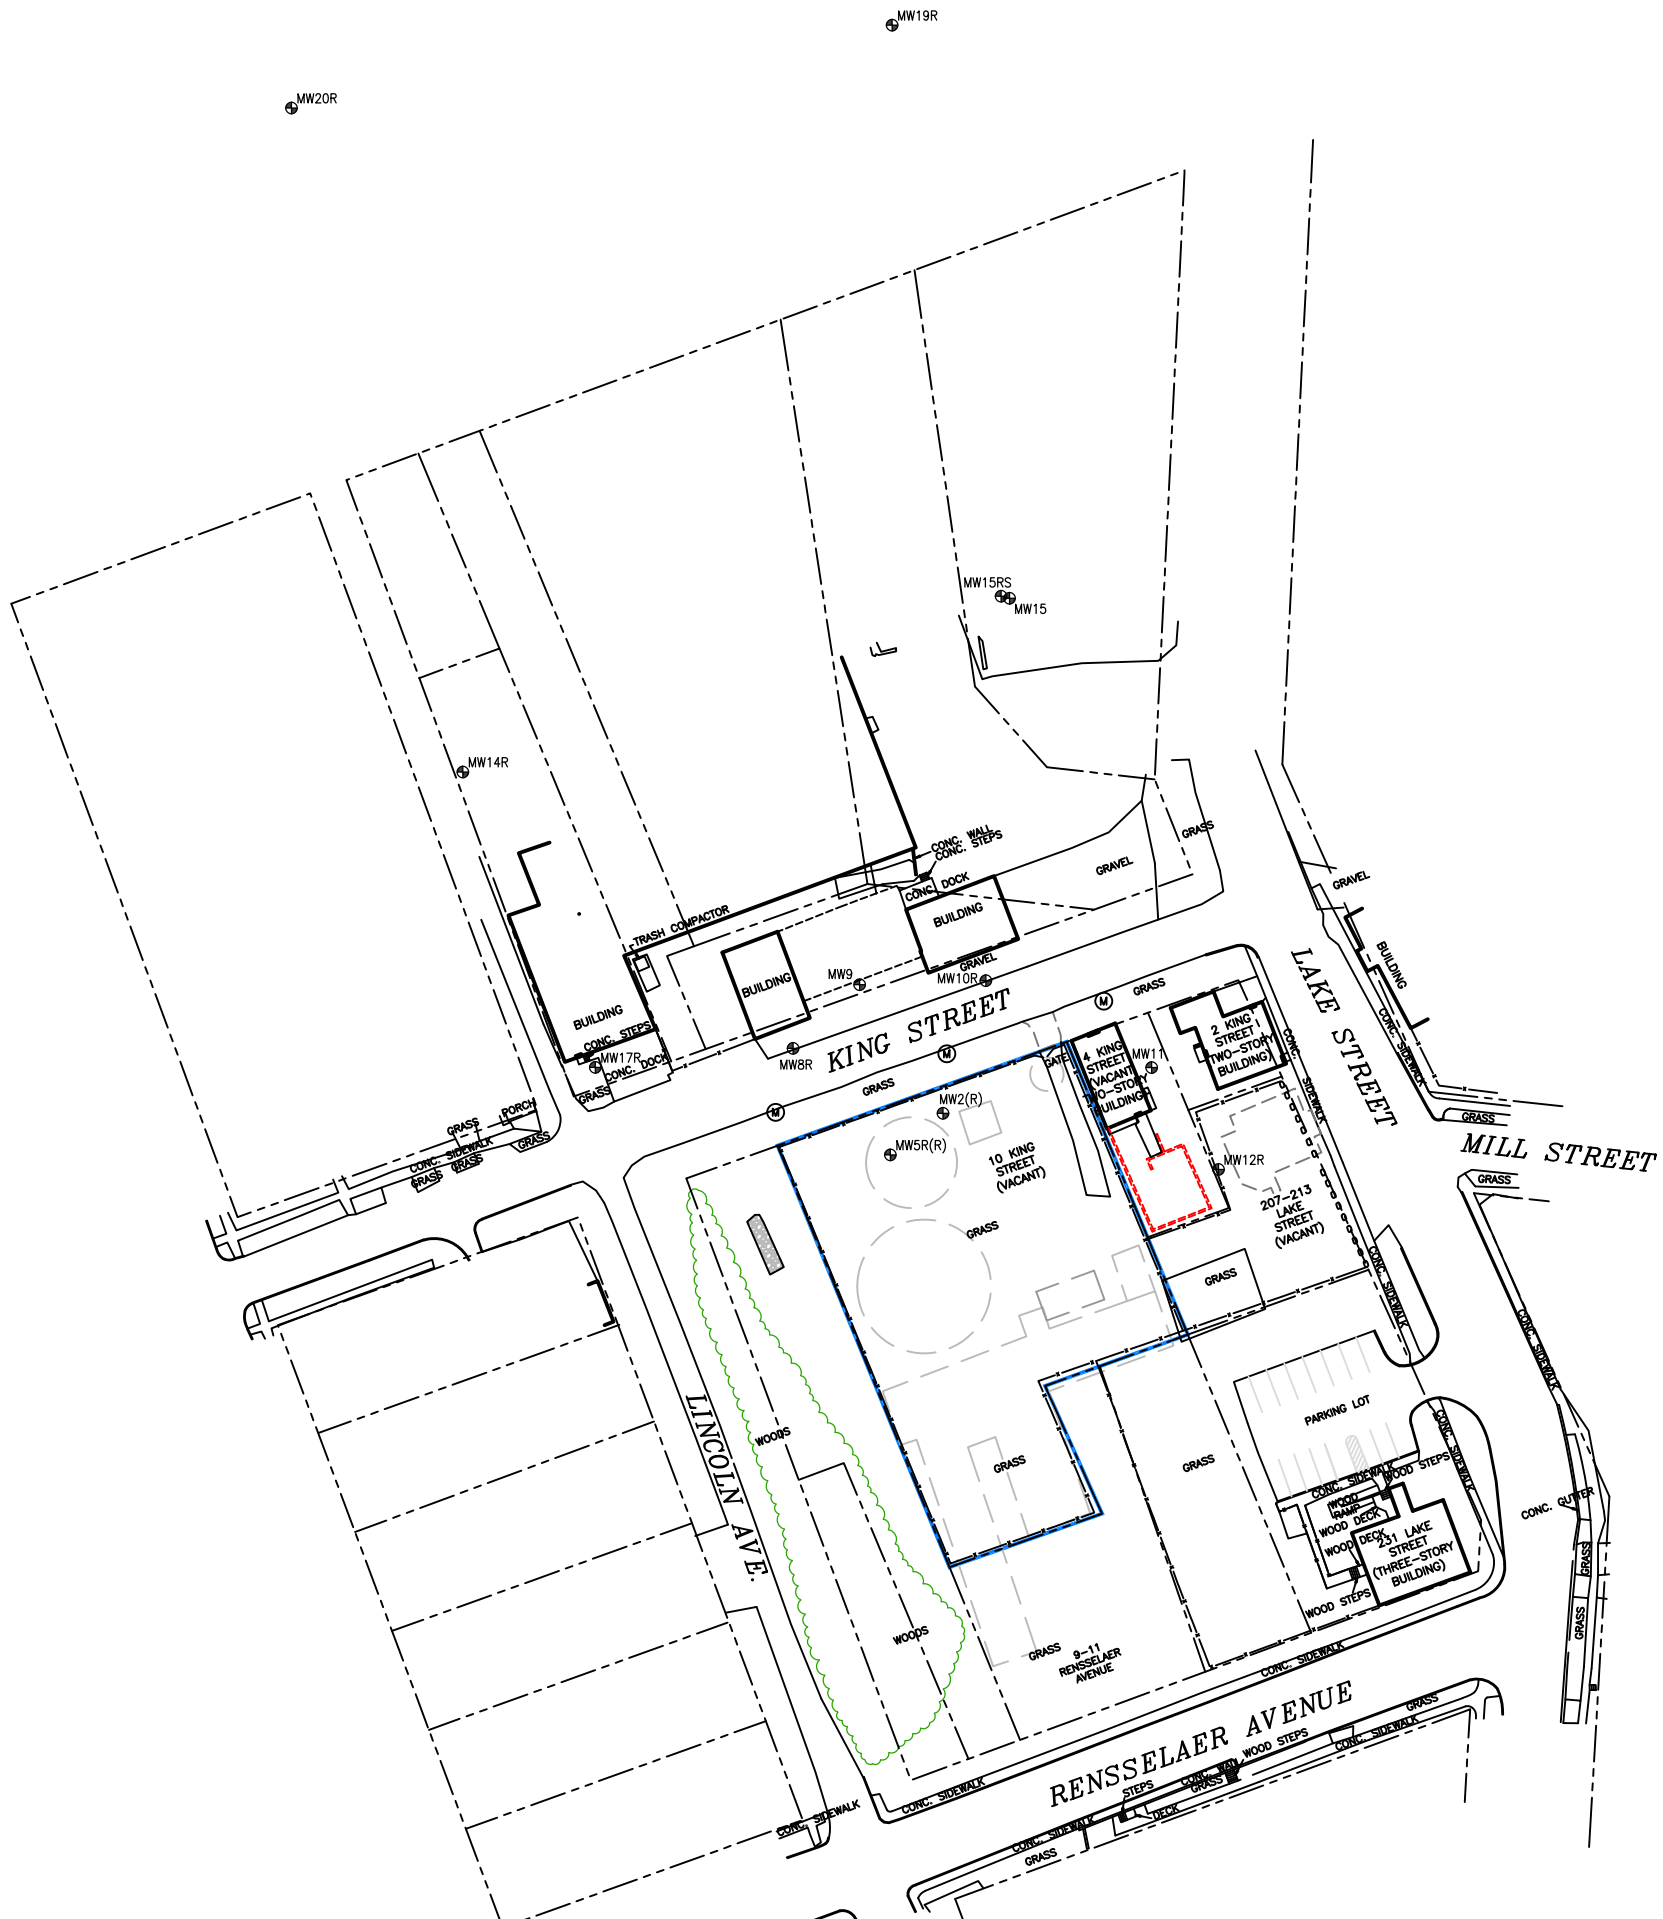 MW19R
MW20R
MW15RS
MW15
MW14R
CONC. WALL
CONC. STEPS
GRASS
GRAVEL
GRAVEL
CONC. DOCK
BUILDING
TRASH COMPACTOR
BUILDING
MW9
MW10R
GRAVEL
GRASS
LAKE STREET
BUILDING
CONC. SIDEWALK
BUILDING
CONC. STEPS
MW17R
CONC. DOCK
GRASS
MW8R
KING STREET
M
M
M
GRASS
GATE
4 KING
STREET
(VACANT
TWO-STORY
BUILDING)
MW11
2 KING
STREET
(TWO-STORY
BUILDING)
CONC. SIDEWALK
GRASS
MILL STREET
GRASS
PORCH
GRASS
CONC. SIDEWALK
GRASS
GRASS
GRASS
MW2(R)
MW5R(R)
10 KING
STREET
(VACANT)
MW12R
207-213
LAKE
STREET
(VACANT)
GRASS
GRASS
CONC. SIDEWALK
CONC. SIDEWALK
PARKING LOT
CONC. SIDEWALK
LINCOLN AVE.
WOODS
GRASS
GRASS
CONC. SIDEWALK
WOOD STEPS
WOOD
RAMP
WOOD DECK
WOOD DECK
231 LAKE
STREET
(THREE-STORY
BUILDING)
WOOD STEPS
CONC. GUTTER
GRASS
GRASS
WOODS
GRASS
9-11
RENSSELAER
AVENUE
CONC. SIDEWALK
RENSSELAER AVENUE
GRASS
CONC. SIDEWALK
WOOD STEPS
CONC. WALL
GRASS
STEPS
DECK
CONC. SIDEWALK
CONC. SIDEWALK
CONC. SIDEWALK
GRASS